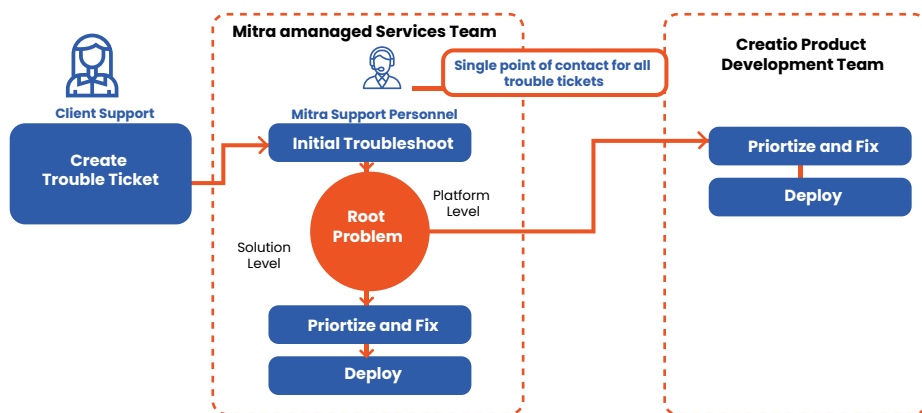 Mitra amanaged Services Team
Creatio Product
Development Team
Single point of contact for all
trouble tickets
Client Support
Mitra Support Personnel
Create
Trouble Ticket
Initial Troubleshoot
Priortize and Fix
Deploy
Platform
Level
Root
Problem
Solution
Level
Priortize and Fix
Deploy